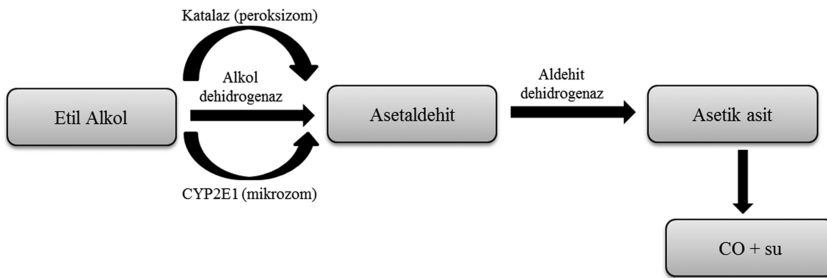 Katalaz (peroksizom)
Alkol
dehidrogenaz
Aldehit
dehidrogenaz
Etil Alkol
Asetaldehit
Asetik asit
CYP2E1 (mikrozom)
CO + su